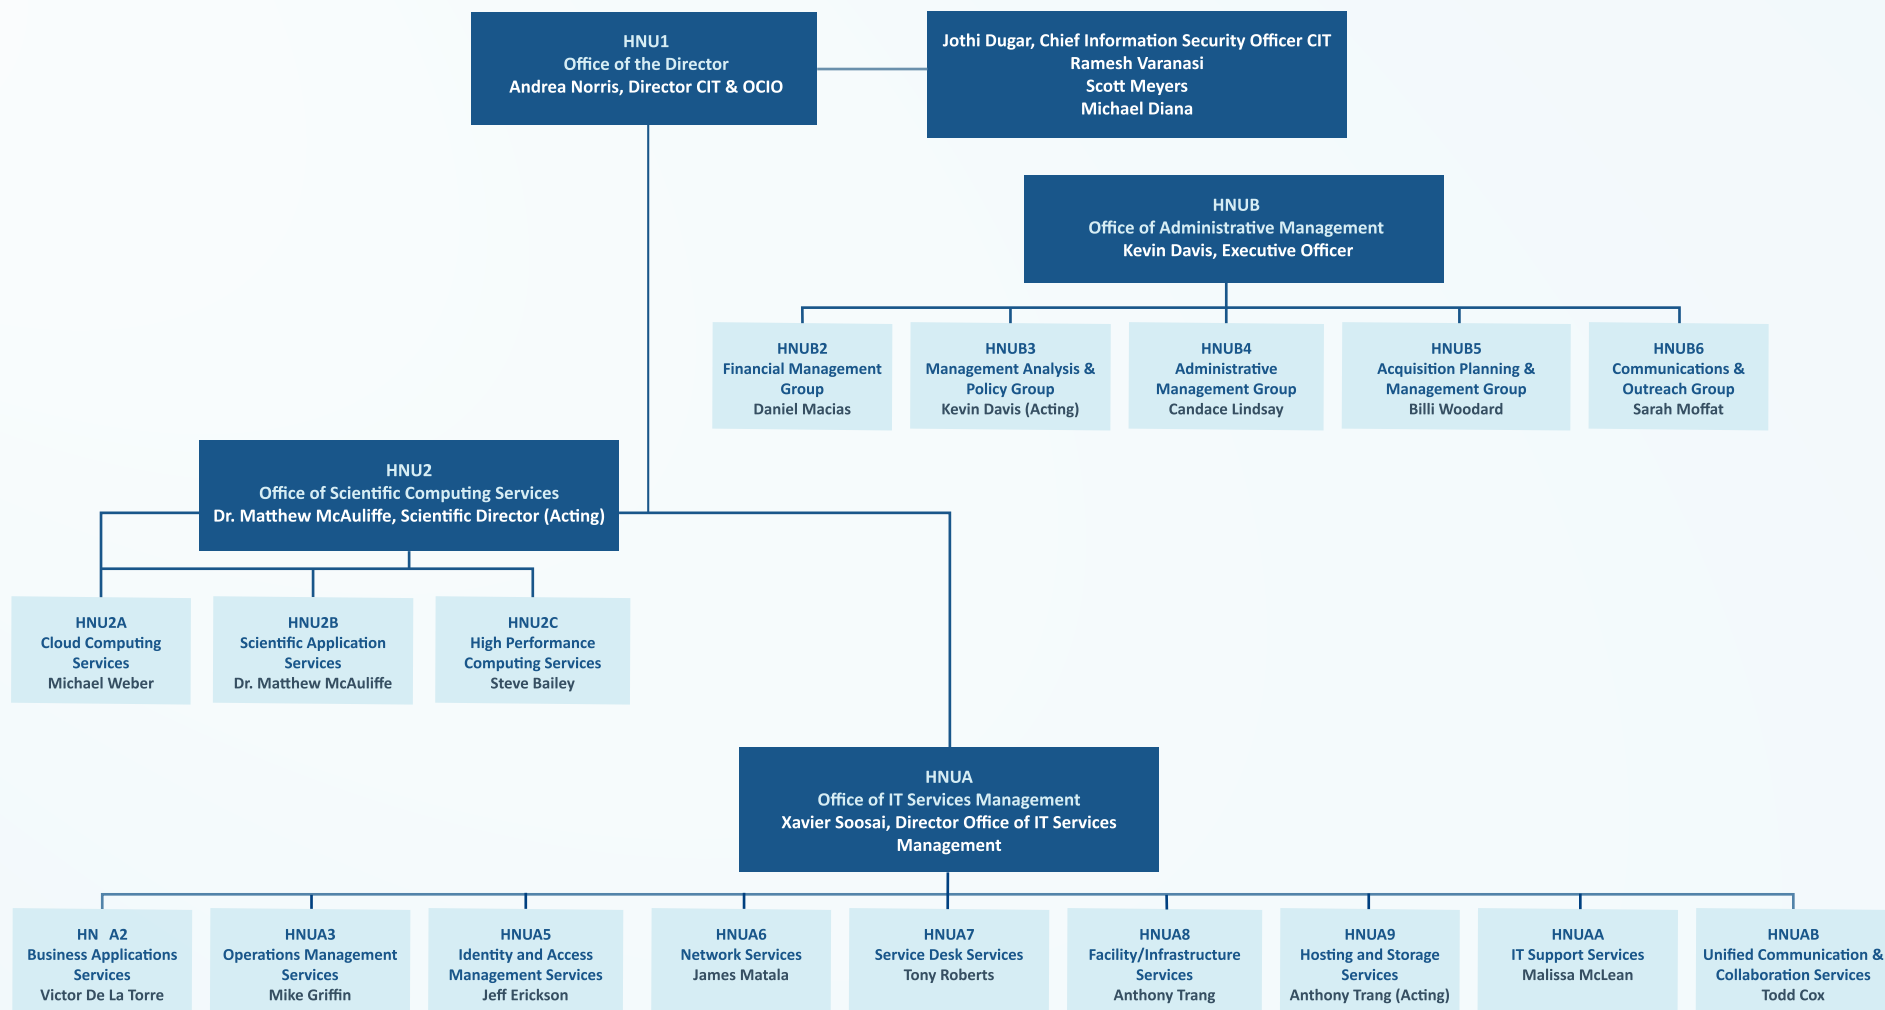 HNU1
Office of the Director
Andrea Norris, Director CIT & OCIO
Jothi Dugar, Chief Information Security Officer CIT
Ramesh Varanasi
Scott Meyers
Michael Diana
HNUB
Office of Administrative Management
Kevin Davis, Executive Officer
HNUB2
Financial Management
Group
Daniel Macias
HNUB3
Management Analysis &
Policy Group
Kevin Davis (Acting)
HNUB4
Administrative
Management Group
Candace Lindsay
HNUB5
Acquisition Planning &
Management Group
Billi Woodard
HNUB6
Communications &
Outreach Group
Sarah Moffat
HNU2
Office of Scientific Computing Services
Dr. Matthew McAuliffe, Scientific Director (Acting)
HNU2A
Cloud Computing
Services
Michael Weber
HNU2B
Scientific Application
Services
Dr. Matthew McAuliffe
HNU2C
High Performance
Computing Services
Steve Bailey
HNUA
Office of IT Services Management
Xavier Soosai, Director Office of IT Services
Management
HN A2
Business Applications
Services
Victor De La Torre
HNUA3
Operations Management
Services
Mike Griffin
HNUA5
Identity and Access
Management Services
Jeff Erickson
HNUA6
Network Services
James Matala
HNUA7
Service Desk Services
Tony Roberts
HNUA8
Facility/Infrastructure
Services
Anthony Trang
HNUA9
Hosting and Storage
Services
Anthony Trang (Acting)
HNUAA
IT Support Services
Malissa McLean
HNUAB
Unified Communication &
Collaboration Services
Todd Cox